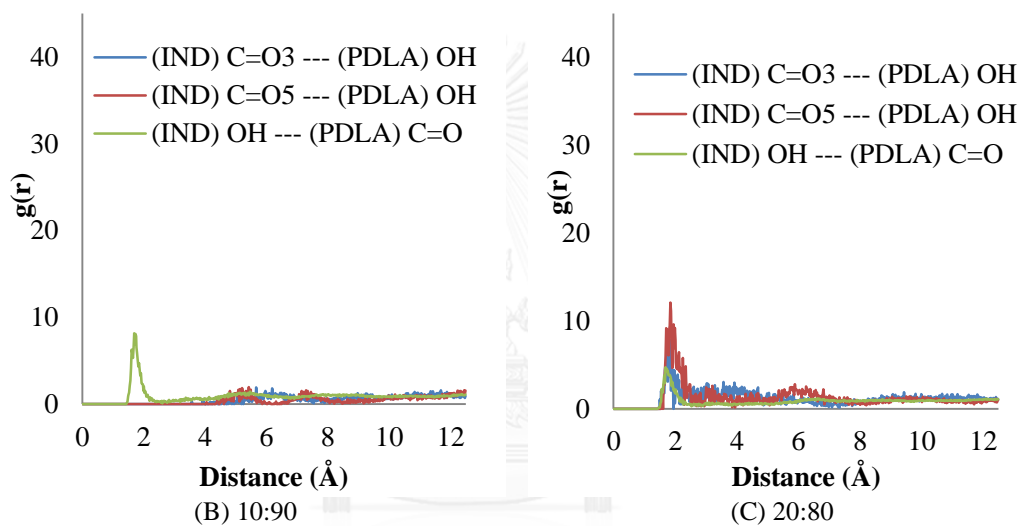 40
(IND) C=O3 --- (PDLA) OH
(IND) C=O5 --- (PDLA) OH
(IND) OH --- (PDLA) C=O
30
g(r)
20
10
0
0 2 4 6 8 10 12
Distance (Å)
(B) 10:90
40
(IND) C=O3 --- (PDLA) OH
(IND) C=O5 --- (PDLA) OH
(IND) OH --- (PDLA) C=O
30
g(r)
20
10
0
0 2 4 6 8 10 12
Distance (Å)
(C) 20:80